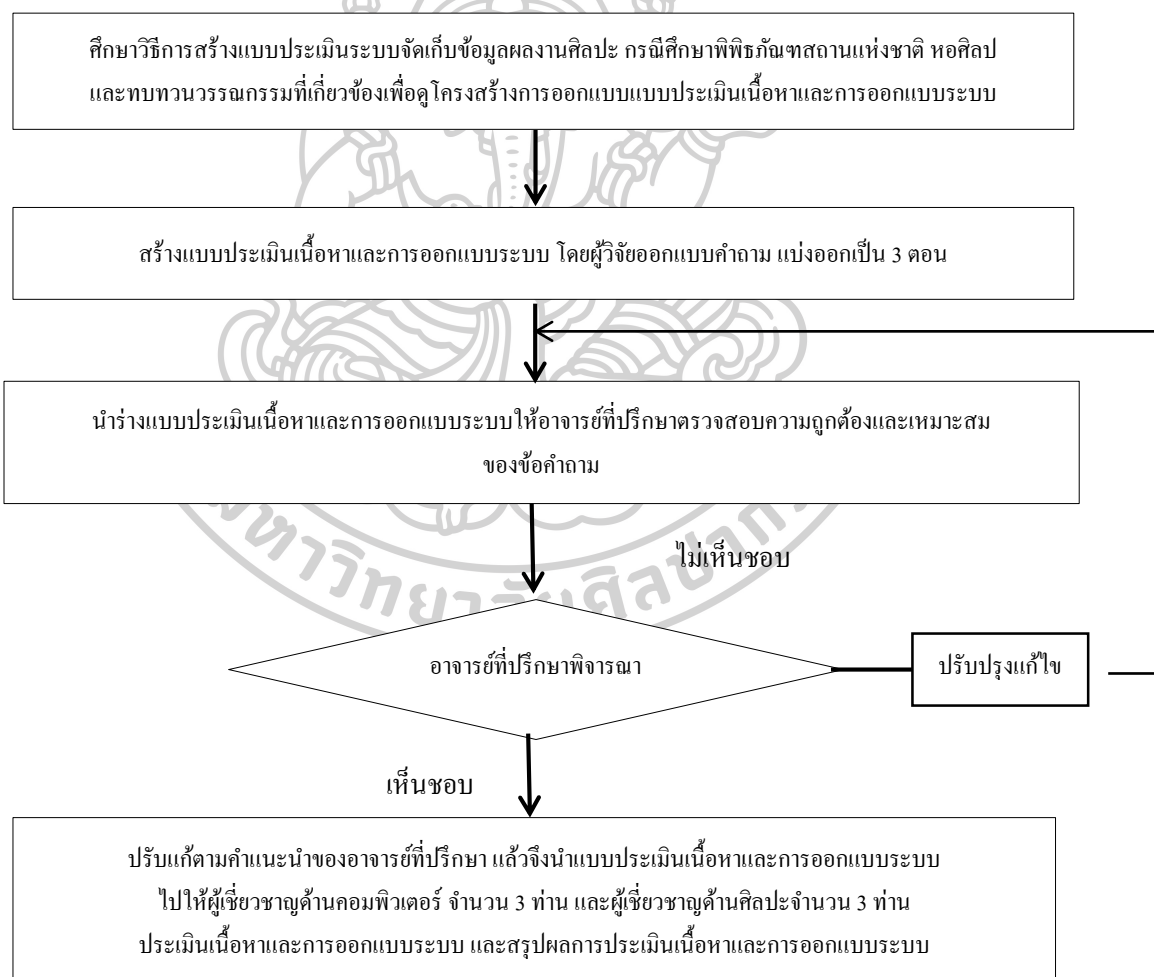 ศึกษาวิธีการสร้างแบบประเมินระบบจัดเก็บข้อมูลผลงานศิลปะ กรณีศึกษาพิพิธภัณฑสถานแห่งชาติ หอศิลป
และทบทวนวรรณกรรมที่เกี่ยวข้องเพื่อดูโครงสร้างการออกแบบแบบประเมินเนื้อหาและการออกแบบระบบ
สร้างแบบประเมินเนื้อหาและการออกแบบระบบ โดยผู้วิจัยออกแบบคำถาม แบ่งออกเป็น 3 ตอน
นำร่างแบบประเมินเนื้อหาและการออกแบบระบบให้อาจารย์ที่ปรึกษาตรวจสอบความถูกต้องและเหมาะสม
ของข้อคำถาม
ไม่เห็นชอบ
มหาวิทยาลัยศิลปากร
อาจารย์ที่ปรึกษาพิจารณา
ปรับปรุงแก้ไข
เห็นชอบ
ปรับแก้ตามคำแนะนำของอาจารย์ที่ปรึกษา แล้วจึงนำแบบประเมินเนื้อหาและการออกแบบระบบ
ไปให้ผู้เชี่ยวชาญด้านคอมพิวเตอร์ จำนวน 3 ท่าน และผู้เชี่ยวชาญด้านศิลปะจำนวน 3 ท่าน
ประเมินเนื้อหาและการออกแบบระบบ และสรุปผลการประเมินเนื้อหาและการออกแบบระบบ